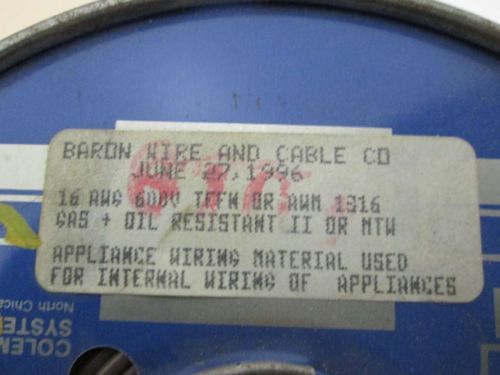 BARON WIRE AND CABLE CO
JUNE 27,1996
16 AWG 600V TFFN OR AWM 1316
GAS + OIL RESISTANT II OR MTW
APPLIANCE WIRING MATERIAL USED
FOR INTERNAL WIRING OF APPLIANCES
COLEM
SYSTE
North Chica